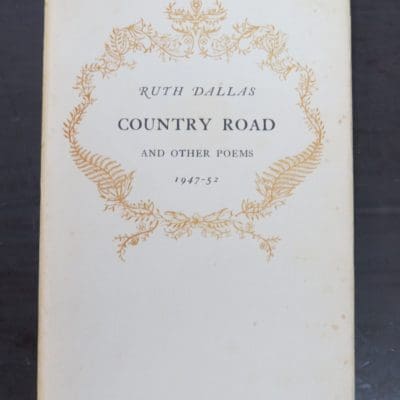 RUTH DALLAS
COUNTRY ROAD
AND OTHER POEMS
1947-52